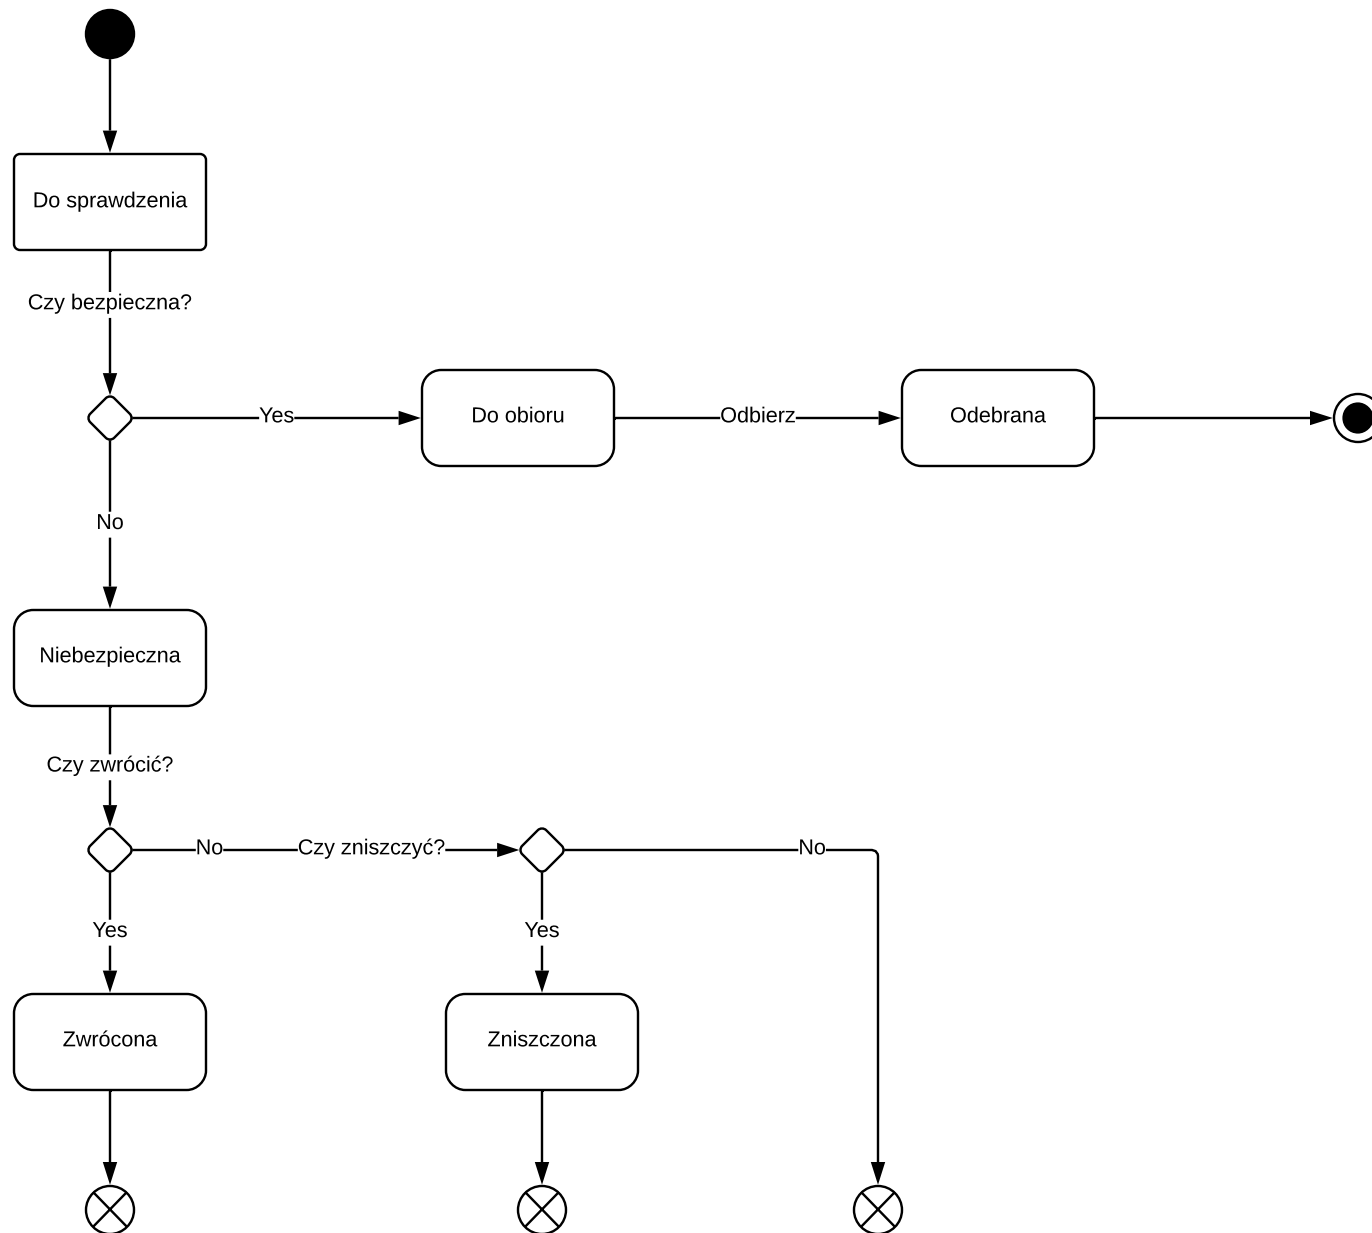 Do sprawdzenia
Czy bezpieczna?
Yes
Do obioru
Odbierz
Odebrana
No
Niebezpieczna
Czy zwrócić?
No
Czy zniszczyć?
No
Yes
Yes
Zwrócona
Zniszczona